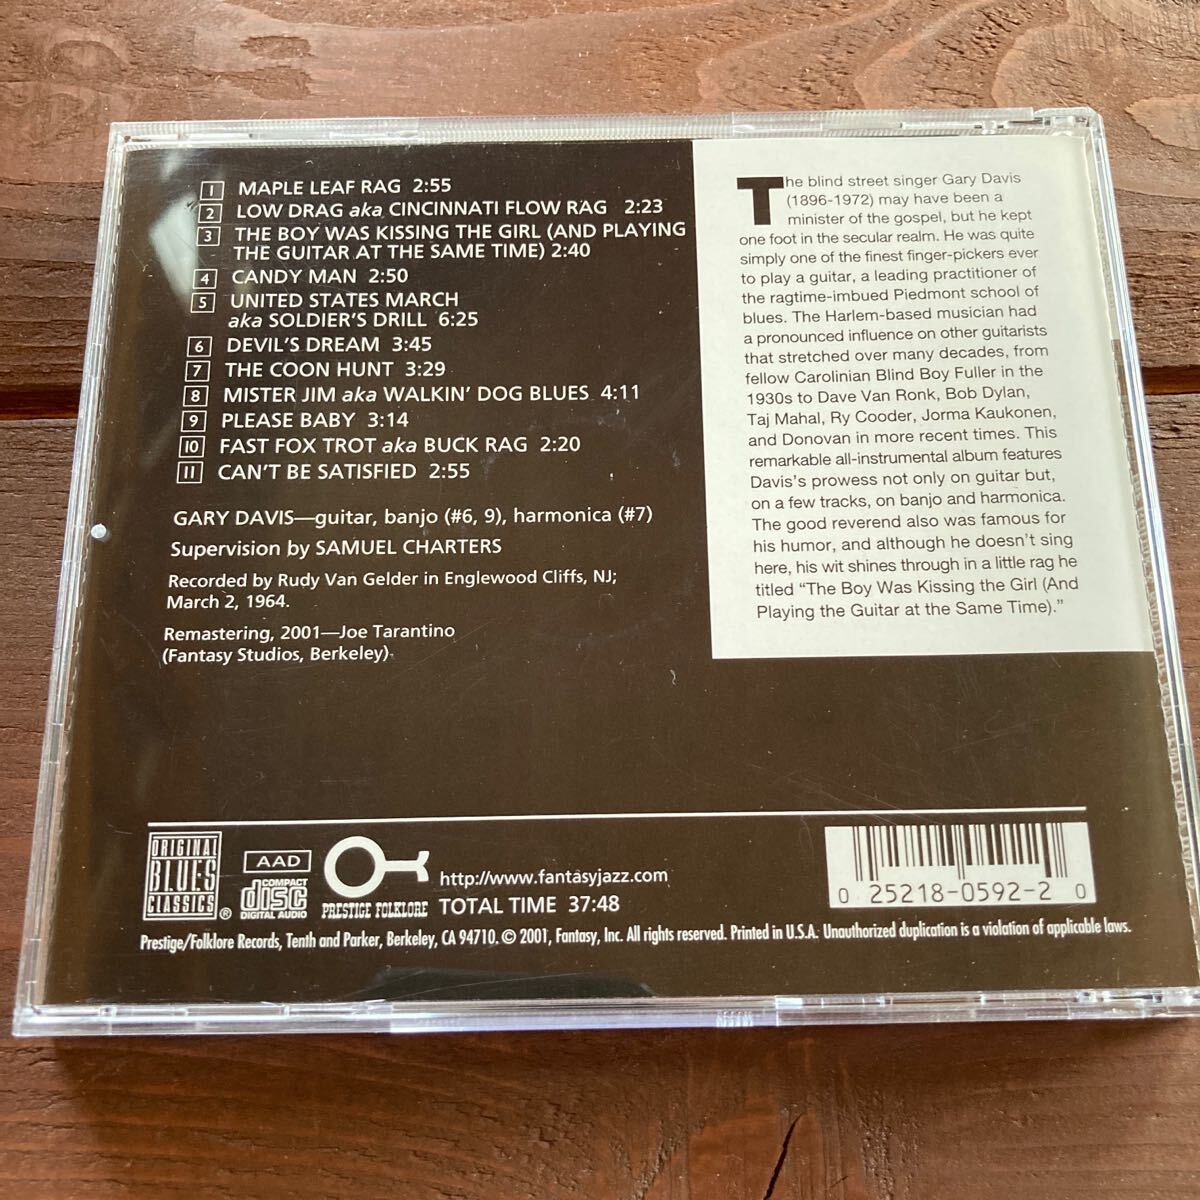 1 MAPLE LEAF RAG 2:55
2 LOW DRAG aka CINCINNATI FLOW RAG 2:23
3 THE BOY WAS KISSING THE GIRL (AND PLAYING
THE GUITAR AT THE SAME TIME) 2:40
4 CANDY MAN 2:50
5 UNITED STATES MARCH
aka SOLDIER'S DRILL 6:25
6 DEVIL'S DREAM 3:45
7 THE COON HUNT 3:29
8 MISTER JIM aka WALKIN' DOG BLUES 4:11
9 PLEASE BABY 3:14
10 FAST FOX TROT aka BUCK RAG 2:20
11 CAN'T BE SATISFIED 2:55
GARY DAVIS—guitar, banjo (#6, 9), harmonica (#7)
Supervision by SAMUEL CHARTERS
Recorded by Rudy Van Gelder in Englewood Cliffs, NJ;
March 2, 1964.
Remastering, 2001—Joe Tarantino
(Fantasy Studios, Berkeley)
The blind street singer Gary Davis
(1896-1972) may have been a
minister of the gospel, but he kept
one foot in the secular realm. He was quite
simply one of the finest finger-pickers ever
to play a guitar, a leading practitioner of
the ragtime-imbued Piedmont school of
blues. The Harlem-based musician had
a pronounced influence on other guitarists
that stretched over many decades, from
fellow Carolinian Blind Boy Fuller in the
1930s to Dave Van Ronk, Bob Dylan,
Taj Mahal, Ry Cooder, Jorma Kaukonen,
and Donovan in more recent times. This
remarkable all-instrumental album features
Davis's prowess not only on guitar but,
on a few tracks, on banjo and harmonica.
The good reverend also was famous for
his humor, and although he doesn't sing
here, his wit shines through in a little rag he
titled "The Boy Was Kissing the Girl (And
Playing the Guitar at the Same Time)."
ORIGINAL
BLUES
CLASSICS ®
AAD
COMPACT
disc
DIGITAL AUDIO
PRESTIGE FOLKLORE
http://www.fantasyjazz.com
TOTAL TIME 37:48
0 25218-0592-2 0
Prestige/Folklore Records, Tenth and Parker, Berkeley, CA 94710. © 2001, Fantasy, Inc. All rights reserved. Printed in U.S.A. Unauthorized duplication is a violation of applicable laws.